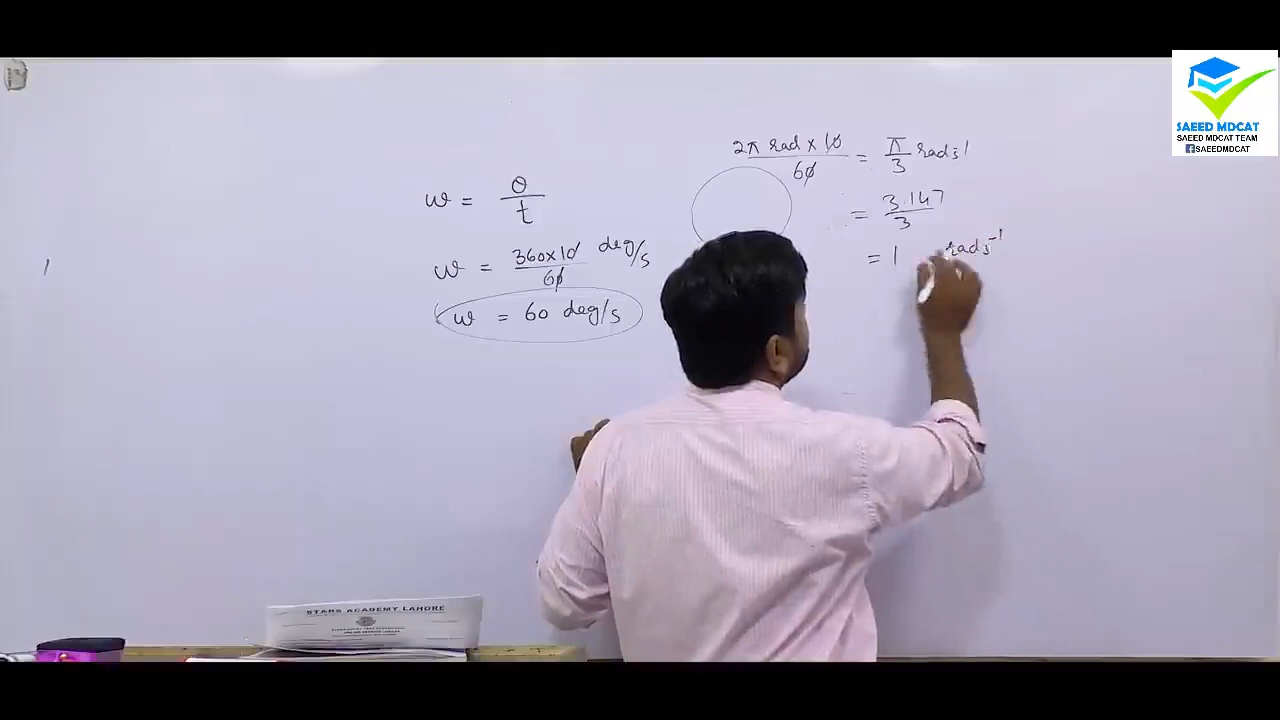 SAEED MDCAT
SAEED MDCAT TEAM
SAEEDMDCAT
ω = θ/t
ω = 360×10/60 deg/s
ω = 60 deg/s
2π rad × 10/60 = π/3 rad s⁻¹
= 3.147/3
= 1 rad s⁻¹
STARS ACADEMY LAHORE